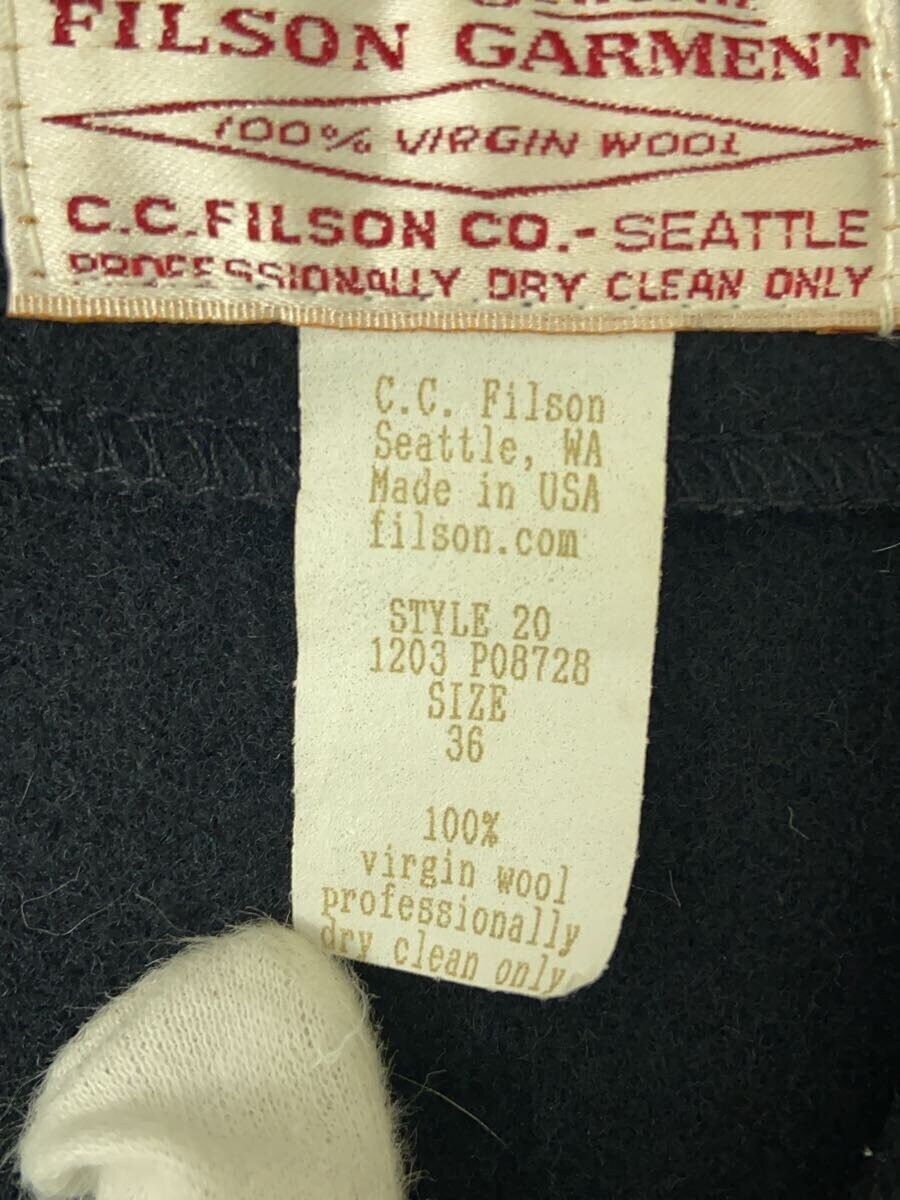 FILSON GARMENT
100% VIRGIN WOOL
C.C. FILSON CO.-SEATTLE
PROFESSIONALLY DRY CLEAN ONLY
C.C. Filson
Seattle, WA
Made in USA
filson.com
STYLE 20
1203 P08728
SIZE
36
100%
virgin wool
professionally
dry clean only